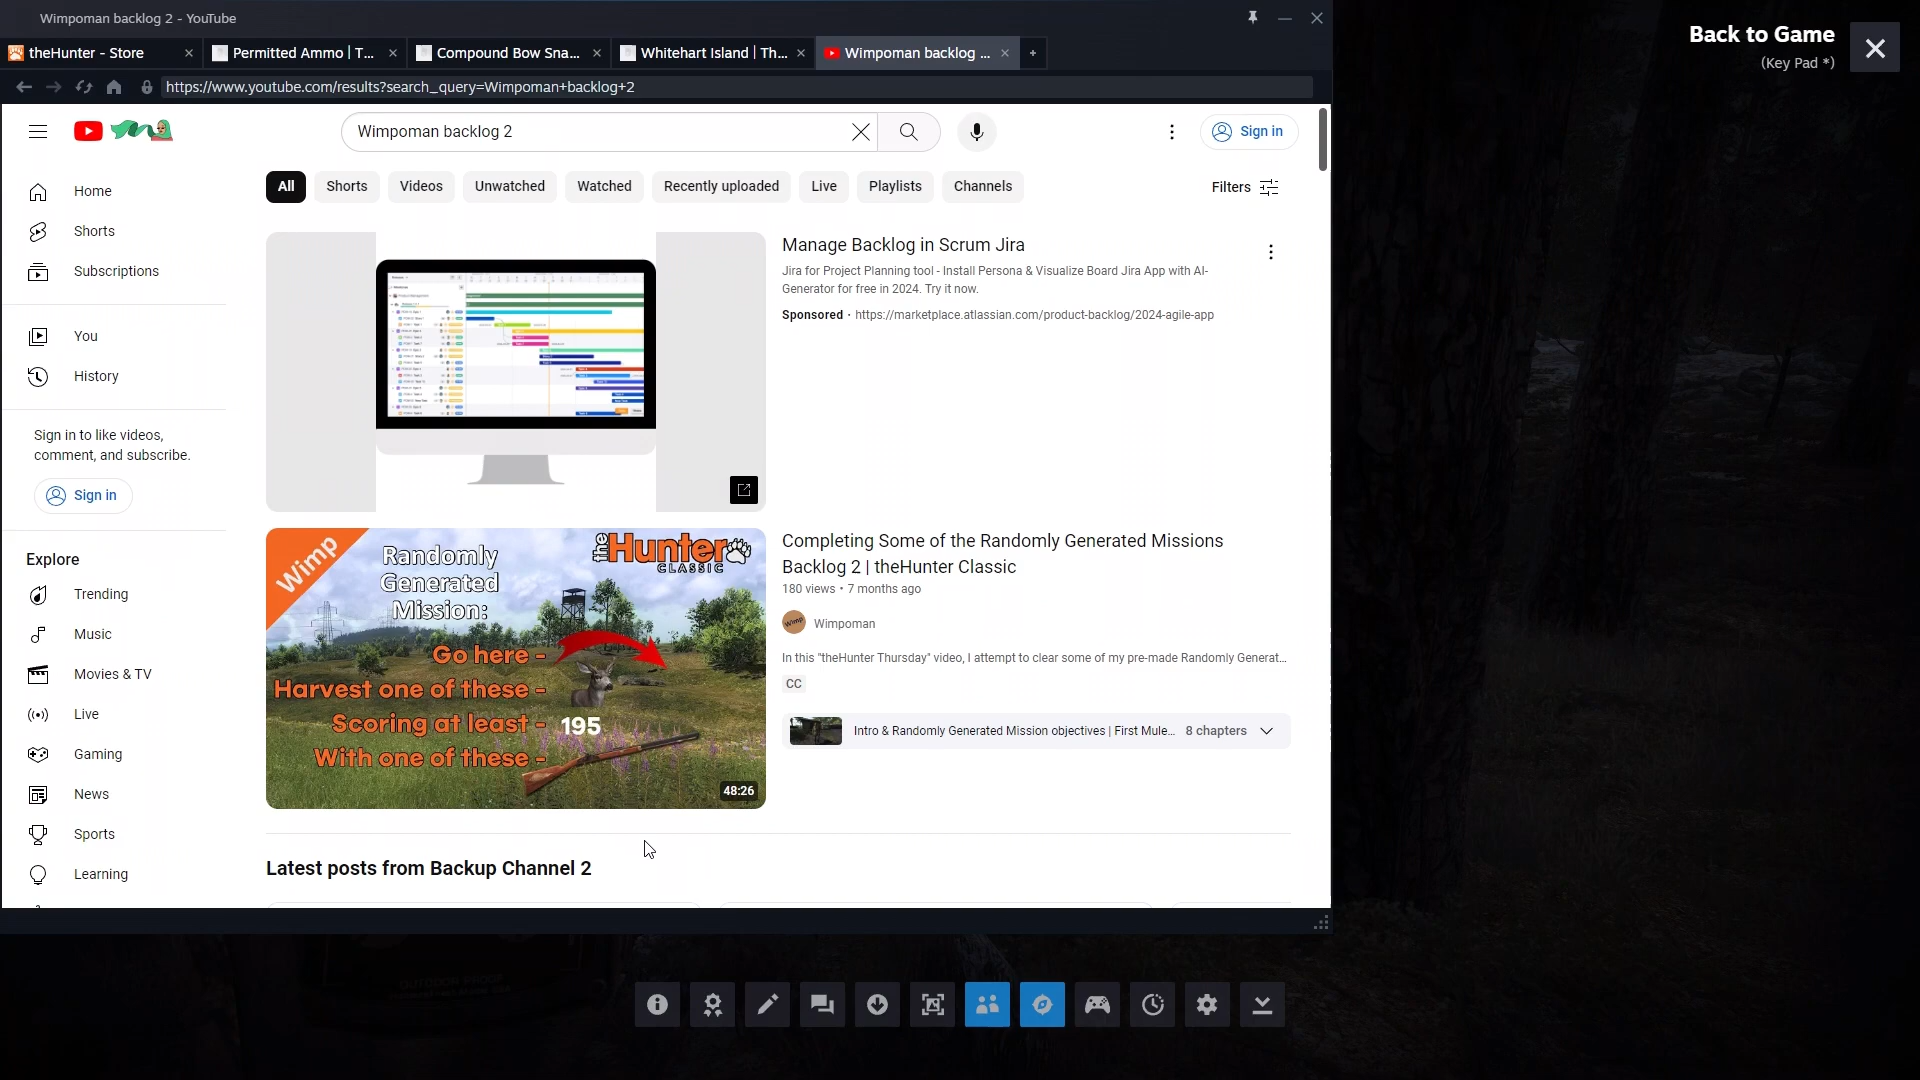 Wimpoman backlog 2 - YouTube
Back to Game
(Key Pad *)
theHunter - Store
Permitted Ammo | T...
Compound Bow Sna...
Whitehart Island | Th...
Wimpoman backlog ...
https://www.youtube.com/results?search_query=Wimpoman+backlog+2
Wimpoman backlog 2
Sign in
All
Shorts
Videos
Unwatched
Watched
Recently uploaded
Live
Playlists
Channels
Filters
Home
Shorts
Subscriptions
You
History
Sign in to like videos,
comment, and subscribe.
Sign in
Explore
Trending
Music
Movies & TV
Live
Gaming
News
Sports
Learning
Manage Backlog in Scrum Jira
Jira for Project Planning tool - Install Persona & Visualize Board Jira App with AI-
Generator for free in 2024. Try it now.
Sponsored · https://marketplace.atlassian.com/product-backlog/2024-agile-app
Wimp
Randomly
Generated
Mission:
the Hunter
CLASSIC
Go here -
Harvest one of these -
Scoring at least - 195
With one of these -
48:26
Completing Some of the Randomly Generated Missions
Backlog 2 | theHunter Classic
180 views • 7 months ago
Wimp
Wimpoman
In this "theHunter Thursday" video, I attempt to clear some of my pre-made Randomly Generat...
CC
Intro & Randomly Generated Mission objectives | First Mule...
8 chapters
Latest posts from Backup Channel 2